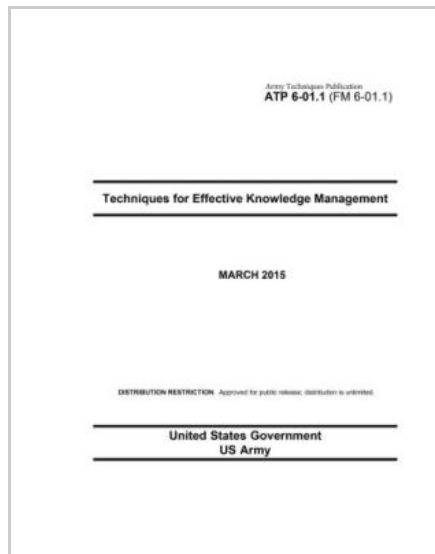 Army Techniques Publication
ATP 6-01.1 (FM 6-01.1)
Techniques for Effective Knowledge Management
MARCH 2015
DISTRIBUTION RESTRICTION Approved for public release; distribution is unlimited.
United States Government
US Army